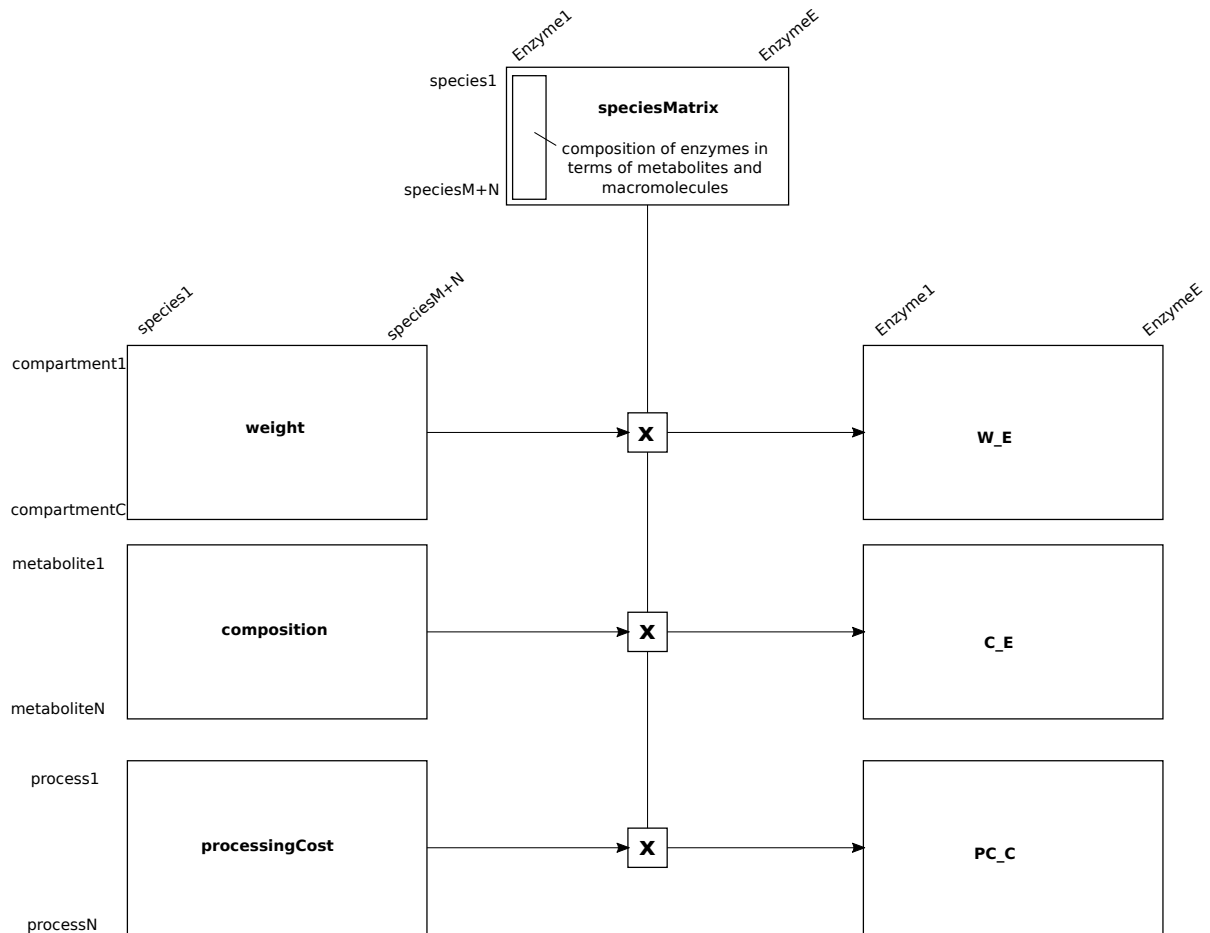 Enzyme1
EnzymeE
species1
speciesMatrix
composition of enzymes in
terms of metabolites and
macromolecules
speciesM+N
species1
speciesM+N
Enzyme1
EnzymeE
compartment1
weight
X
W_E
compartmentC
metabolite1
composition
X
C_E
metaboliteN
process1
processingCost
X
PC_C
processN